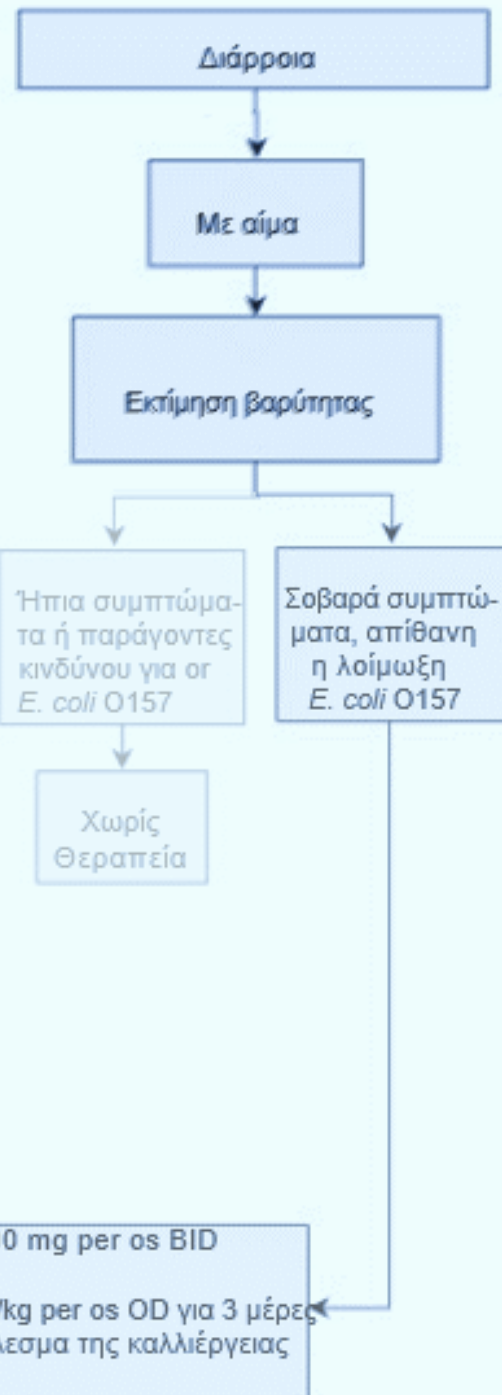 Διάρροια
Με αίμα
Εκτίμηση βαρύτητας
Ήπια συμπτώμα-
τα ή παράγοντες
κινδύνου για or
E. coli O157
Σοβαρά συμπτώ-
ματα, απίθανη
η λοίμωξη
E. coli O157
Χωρίς
Θεραπεία
0 mg per os BID
/kg per os OD για 3 μέρες
λεσμα της καλλιέργειας